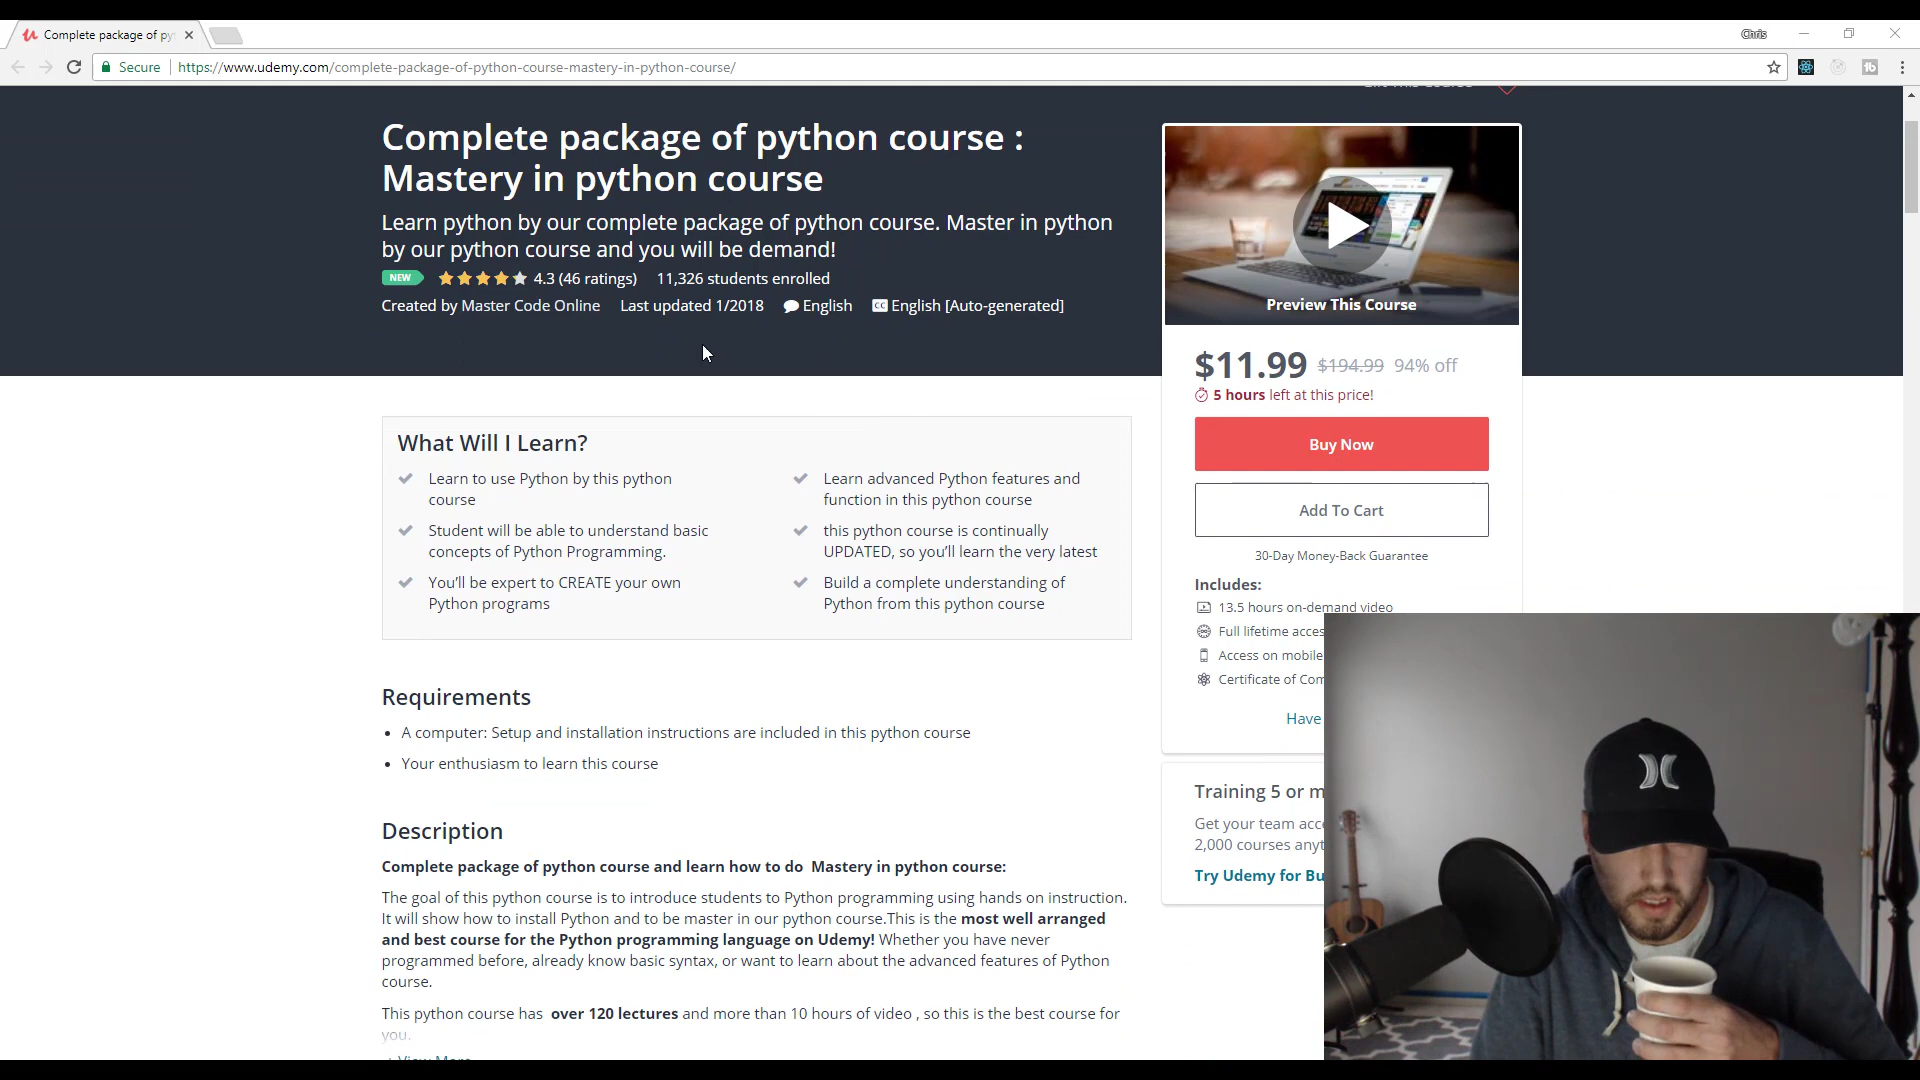 Complete package of py
Chris
Secure
https://www.udemy.com/complete-package-of-python-course-mastery-in-python-course/
Complete package of python course :
Mastery in python course
Learn python by our complete package of python course. Master in python
by our python course and you will be demand!
NEW 4.3 (46 ratings) 11,326 students enrolled
Created by Master Code Online Last updated 1/2018 English English [Auto-generated]
Preview This Course
$11.99 $194.99 94% off
5 hours left at this price!
Buy Now
Add To Cart
30-Day Money-Back Guarantee
Includes:
13.5 hours on-demand video
Full lifetime acces
Access on mobile
Certificate of Com
Have
Training 5 or m
Get your team acce
2,000 courses anyt
Try Udemy for Bu
What Will I Learn?
Learn to use Python by this python
course
Student will be able to understand basic
concepts of Python Programming.
You'll be expert to CREATE your own
Python programs
Learn advanced Python features and
function in this python course
this python course is continually
UPDATED, so you'll learn the very latest
Build a complete understanding of
Python from this python course
Requirements
A computer: Setup and installation instructions are included in this python course
Your enthusiasm to learn this course
Description
Complete package of python course and learn how to do Mastery in python course:
The goal of this python course is to introduce students to Python programming using hands on instruction.
It will show how to install Python and to be master in our python course.This is the most well arranged
and best course for the Python programming language on Udemy! Whether you have never
programmed before, already know basic syntax, or want to learn about the advanced features of Python
course.
This python course has over 120 lectures and more than 10 hours of video , so this is the best course for
you.